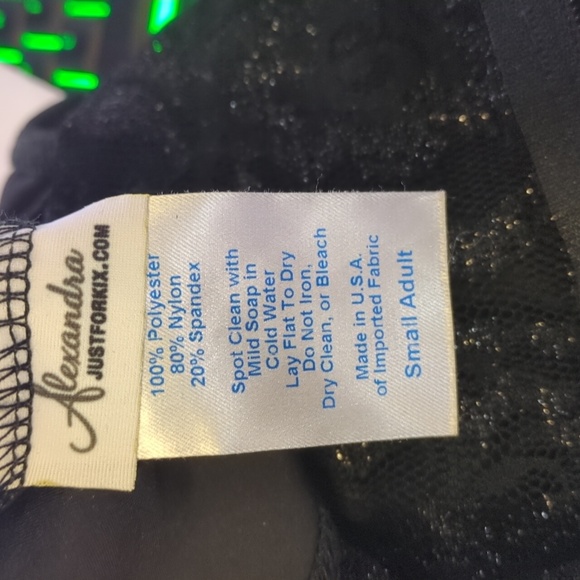 Alexandra
JUSTFORKIX.COM
100% Polyester
80% Nylon
20% Spandex
Spot Clean with
Mild Soap in
Cold Water
Lay Flat To Dry
Do Not Iron,
Dry Clean, or Bleach
Made in U.S.A.
of Imported Fabric
Small Adult